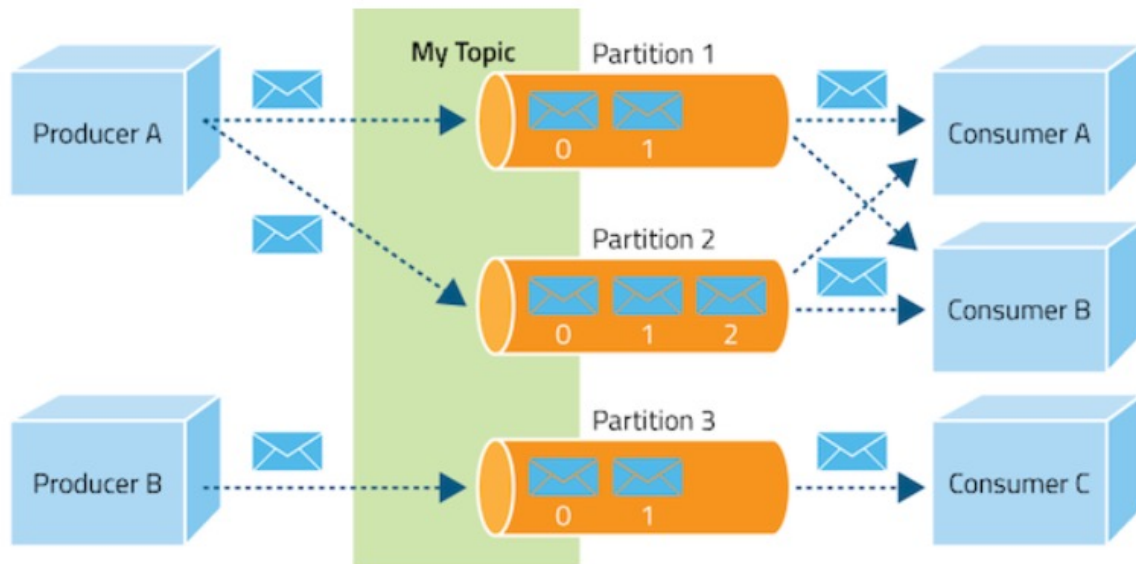 My Topic
Partition 1
Producer A
0 1
Consumer A
Partition 2
0 1 2
Consumer B
Partition 3
Producer B
0 1
Consumer C